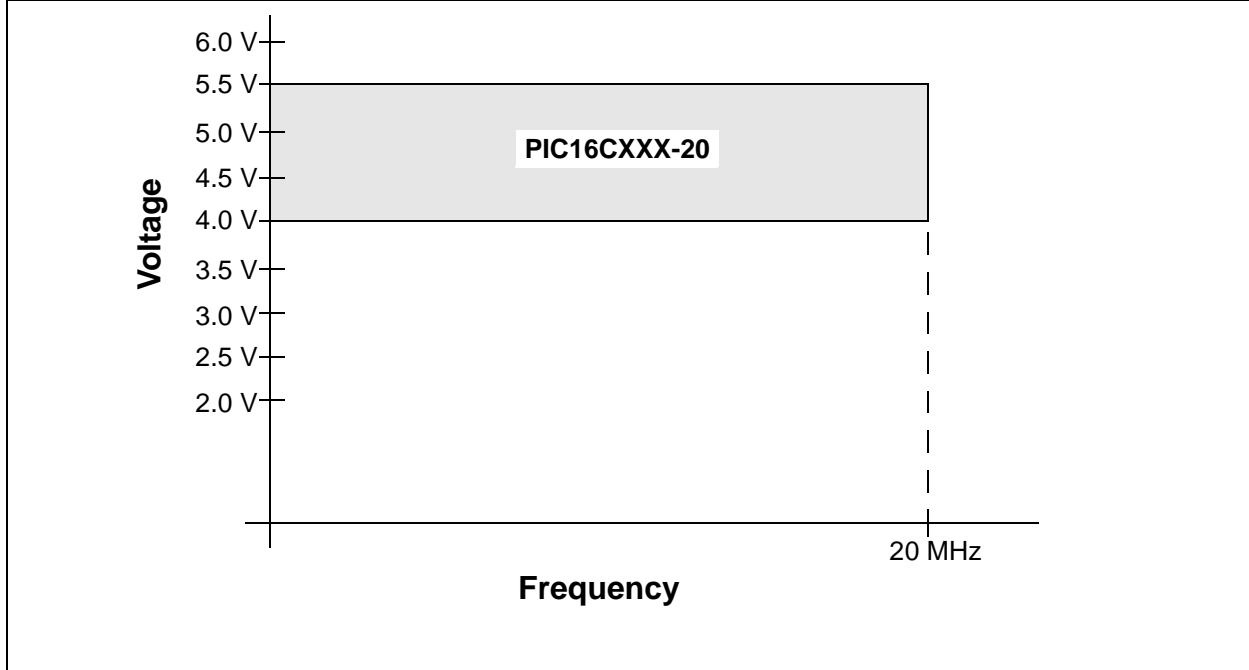 6.0 V
5.5 V
5.0 V
4.5 V
4.0 V
3.5 V
3.0 V
2.5 V
2.0 V
Voltage
PIC16CXXX-20
20 MHz
Frequency